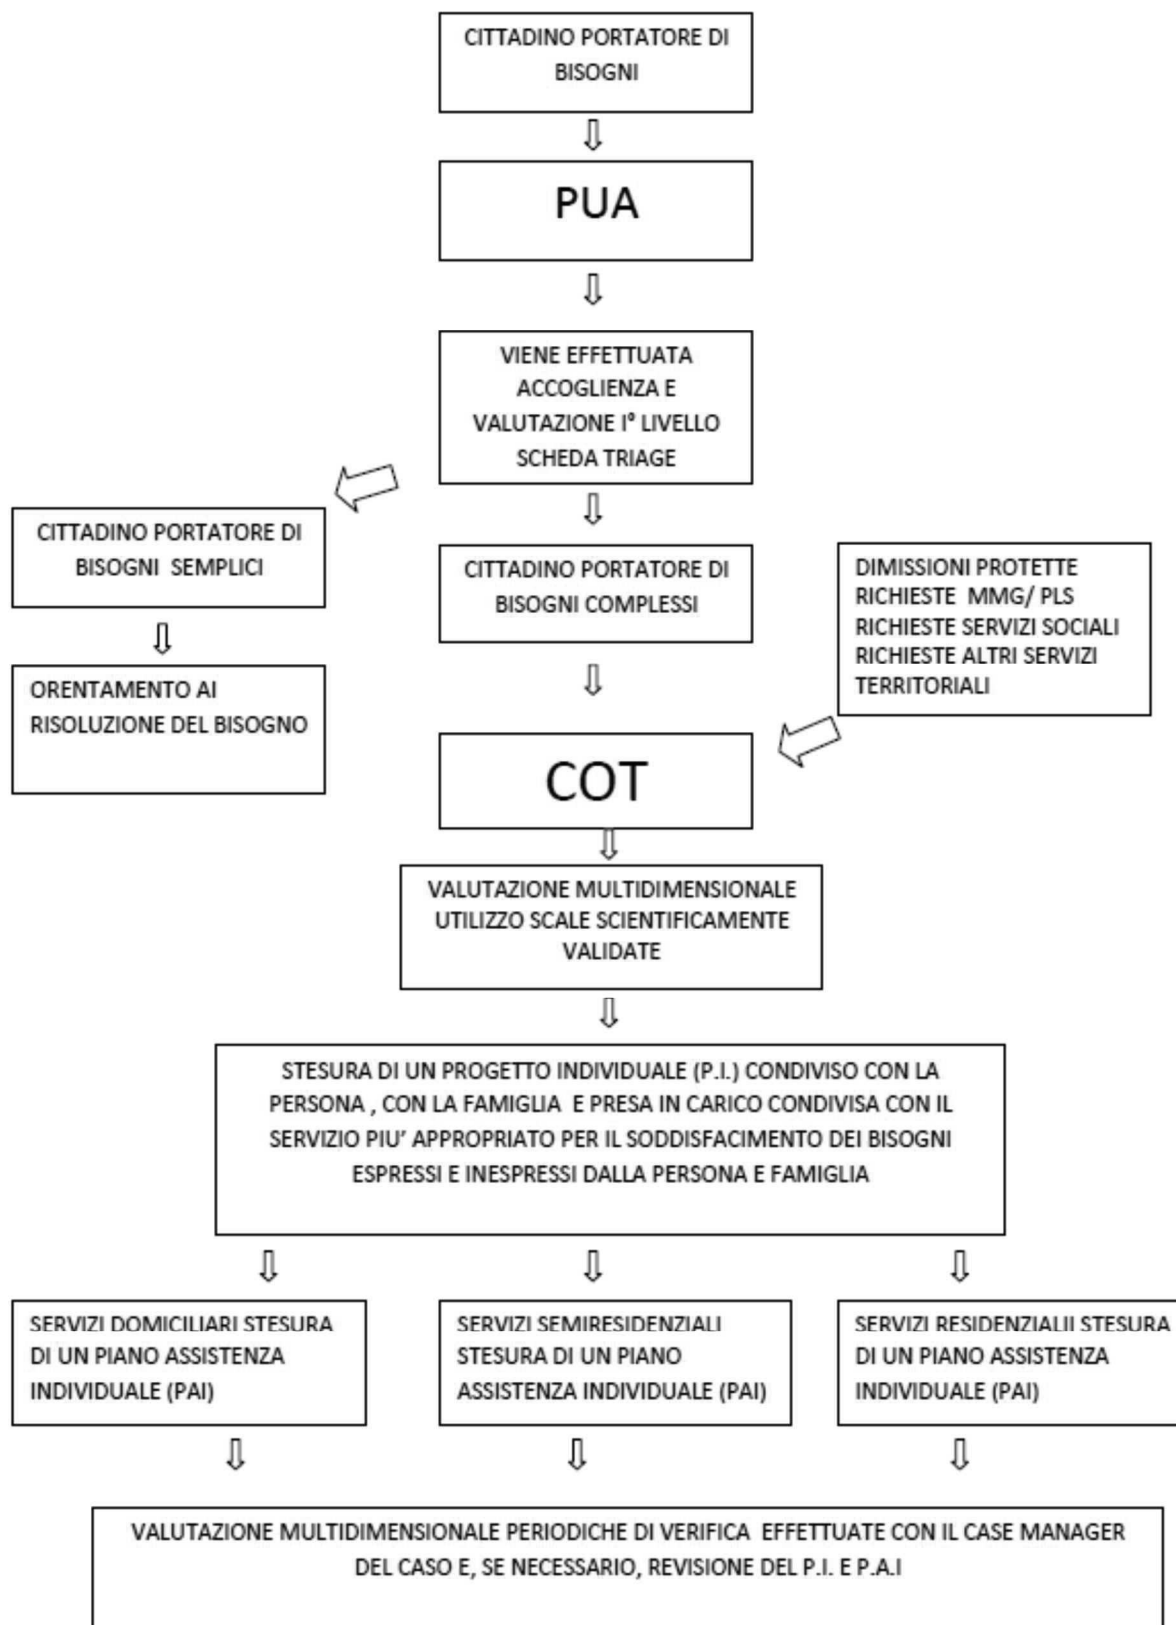 CITTADINO PORTATORE DI
BISOGNI
PUA
VIENE EFFETTUATA
ACCOGLIENZA E
VALUTAZIONE I° LIVELLO
SCHEDA TRIAGE
CITTADINO PORTATORE DI
BISOGNI SEMPLICI
ORENTAMENTO AI
RISOLUZIONE DEL BISOGNO
CITTADINO PORTATORE DI
BISOGNI COMPLESSI
DIMISSIONI PROTETTE
RICHIESTE MMG/ PLS
RICHIESTE SERVIZI SOCIALI
RICHIESTE ALTRI SERVIZI
TERRITORIALI
COT
VALUTAZIONE MULTIDIMENSIONALE
UTILIZZO SCALE SCIENTIFICAMENTE
VALIDATE
STESURA DI UN PROGETTO INDIVIDUALE (P.I.) CONDIVISO CON LA
PERSONA , CON LA FAMIGLIA E PRESA IN CARICO CONDIVISA CON IL
SERVIZIO PIU’ APPROPRIATO PER IL SODDISFACIMENTO DEI BISOGNI
ESPRESSI E INESPRESSI DALLA PERSONA E FAMIGLIA
SERVIZI DOMICILIARI STESURA
DI UN PIANO ASSISTENZA
INDIVIDUALE (PAI)
SERVIZI SEMIRESIDENZIALI
STESURA DI UN PIANO
ASSISTENZA INDIVIDUALE (PAI)
SERVIZI RESIDENZIALII STESURA
DI UN PIANO ASSISTENZA
INDIVIDUALE (PAI)
VALUTAZIONE MULTIDIMENSIONALE PERIODICHE DI VERIFICA EFFETTUATE CON IL CASE MANAGER
DEL CASO E, SE NECESSARIO, REVISIONE DEL P.I. E P.A.I